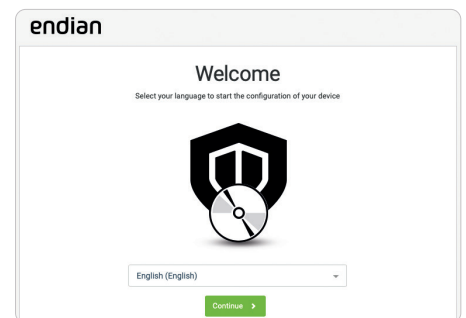 endian
Welcome
Select your language to start the configuration of your device
English (English)
Continue